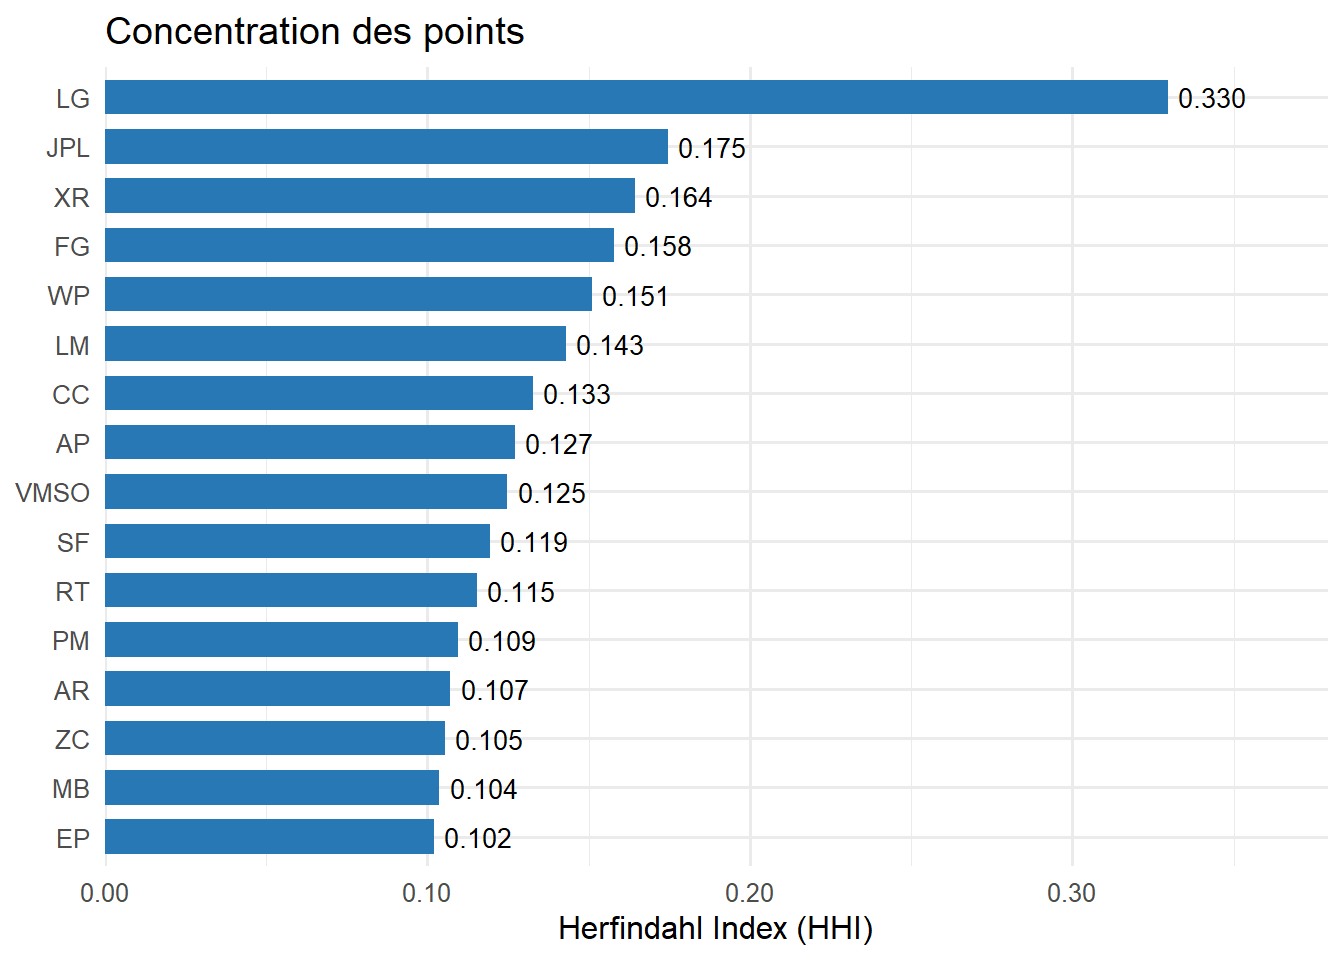 Concentration des points
LG 0.330
JPL 0.175
XR 0.164
FG 0.158
WP 0.151
LM 0.143
CC 0.133
AP 0.127
VMSO 0.125
SF 0.119
RT 0.115
PM 0.109
AR 0.107
ZC 0.105
MB 0.104
EP 0.102
0.00 0.10 0.20 0.30
Herfindahl Index (HHI)